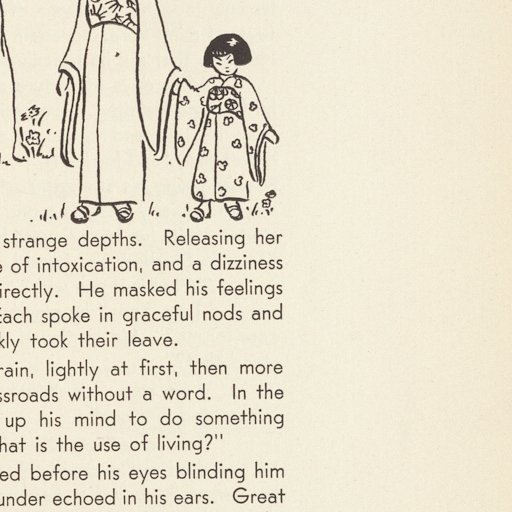 strange depths. Releasing her
of intoxication, and a dizziness
irectly. He masked his feelings
Each spoke in graceful nods and
kly took their leave.
rain, lightly at first, then more
ssroads without a word. In the
up his mind to do something
hat is the use of living?"
ed before his eyes blinding him
under echoed in his ears. Great